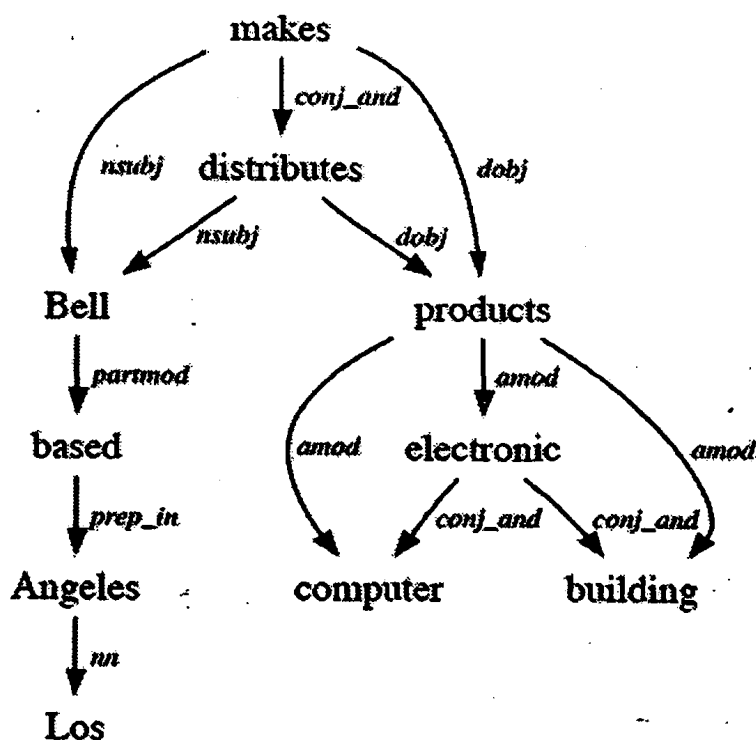 makes
conj_and
nsubj distributes dobj
nsubj dobj
Bell products
partmod amod
based amod electronic amod
prep_in conj_and conj_and
Angeles computer building
nn
Los